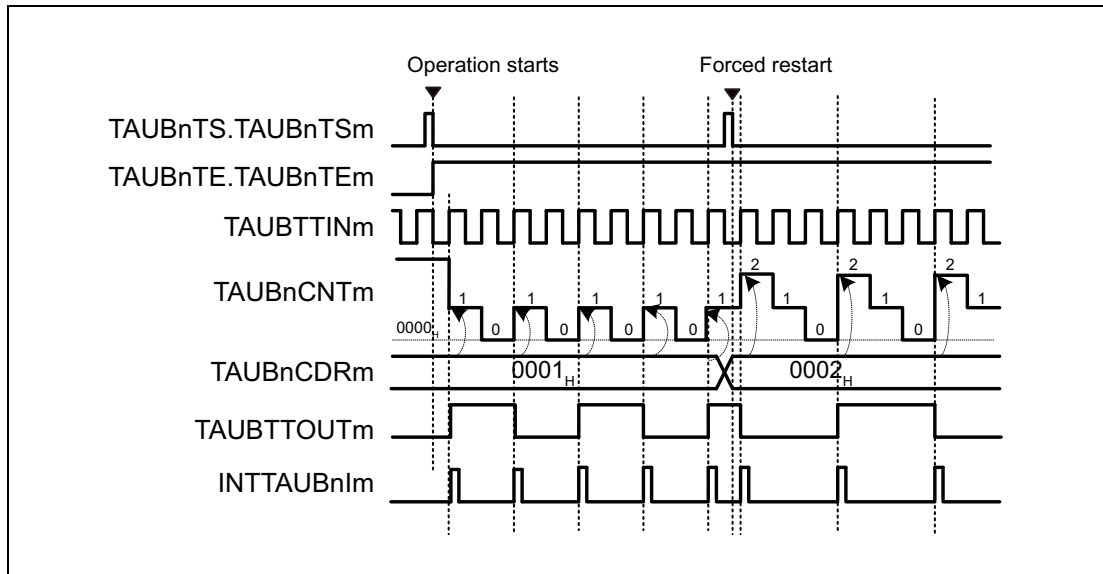 Operation starts Forced restart
TAUBnTS.TAUBnTSm
TAUBnTE.TAUBnTEm
TAUBTTINm
2 2 2
TAUBnCNTm
1 1 1 1 1 1 1 1
0000H
0 0 0 0 0 0
TAUBnCDRm
0001H 0002H
TAUBTTOUTm
INTTAUBnIm